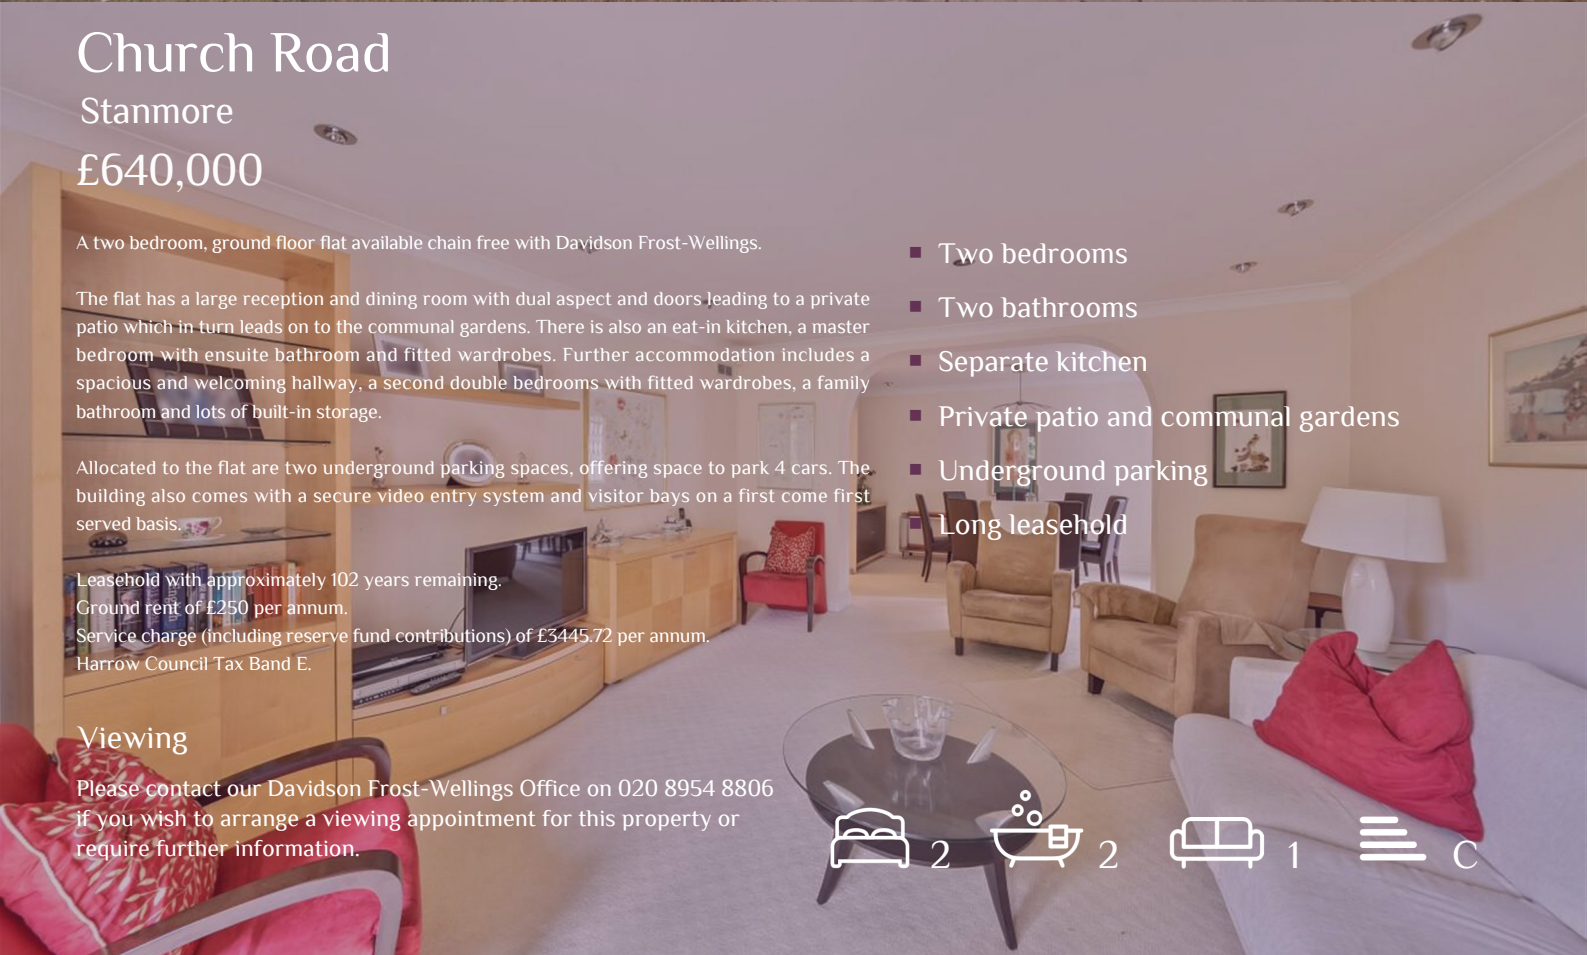 Church Road
Stanmore
£640,000
A two bedroom, ground floor flat available chain free with Davidson Frost-Wellings.
The flat has a large reception and dining room with dual aspect and doors leading to a private
patio which in turn leads on to the communal gardens. There is also an eat-in kitchen, a master
bedroom with ensuite bathroom and fitted wardrobes. Further accommodation includes a
spacious and welcoming hallway, a second double bedrooms with fitted wardrobes, a family
bathroom and lots of built-in storage.
Allocated to the flat are two underground parking spaces, offering space to park 4 cars. The
building also comes with a secure video entry system and visitor bays on a first come first
served basis.
Leasehold with approximately 102 years remaining.
Ground rent of £250 per annum.
Service charge (including reserve fund contributions) of £3445.72 per annum.
Harrow Council Tax Band E.
Viewing
Please contact our Davidson Frost-Wellings Office on 020 8954 8806
if you wish to arrange a viewing appointment for this property or
require further information.
Two bedrooms
Two bathrooms
Separate kitchen
Private patio and communal gardens
Underground parking
Long leasehold
2 2 1 C